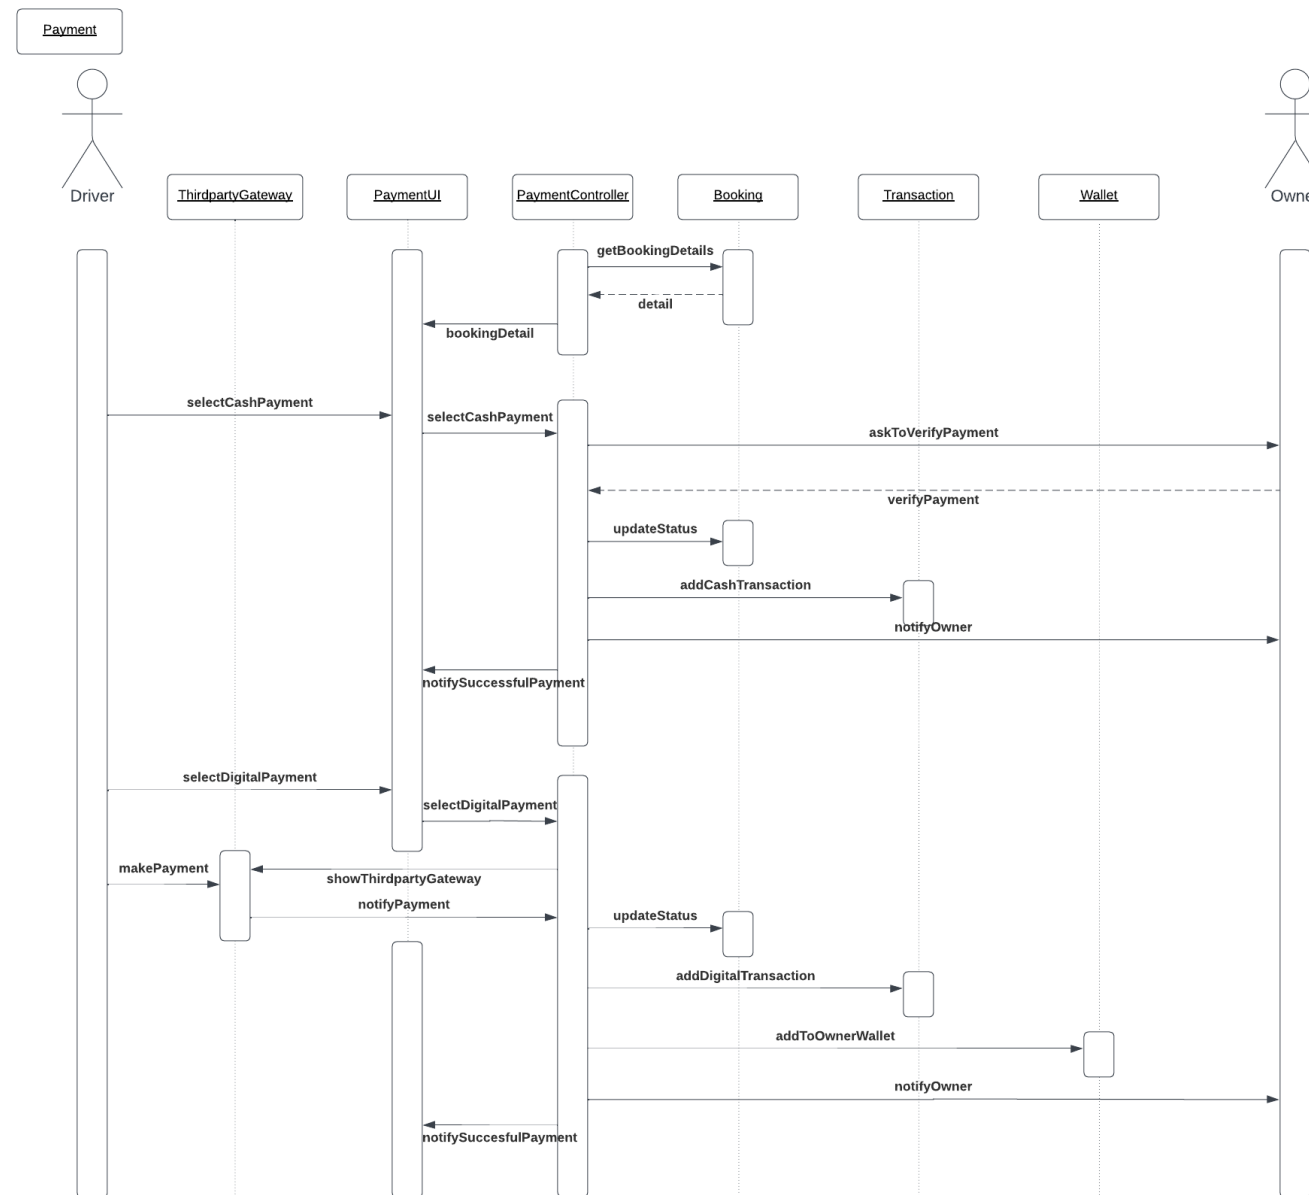 Payment
Driver
ThirdpartyGateway
PaymentUI
PaymentController
Booking
Transaction
Wallet
Owne
getBookingDetails
detail
bookingDetail
selectCashPayment
selectCashPayment
askToVerifyPayment
verifyPayment
updateStatus
addCashTransaction
notifyOwner
notifySuccessfulPayment
selectDigitalPayment
selectDigitalPayment
makePayment
showThirdpartyGateway
notifyPayment
updateStatus
addDigitalTransaction
addToOwnerWallet
notifyOwner
notifySuccesfulPayment